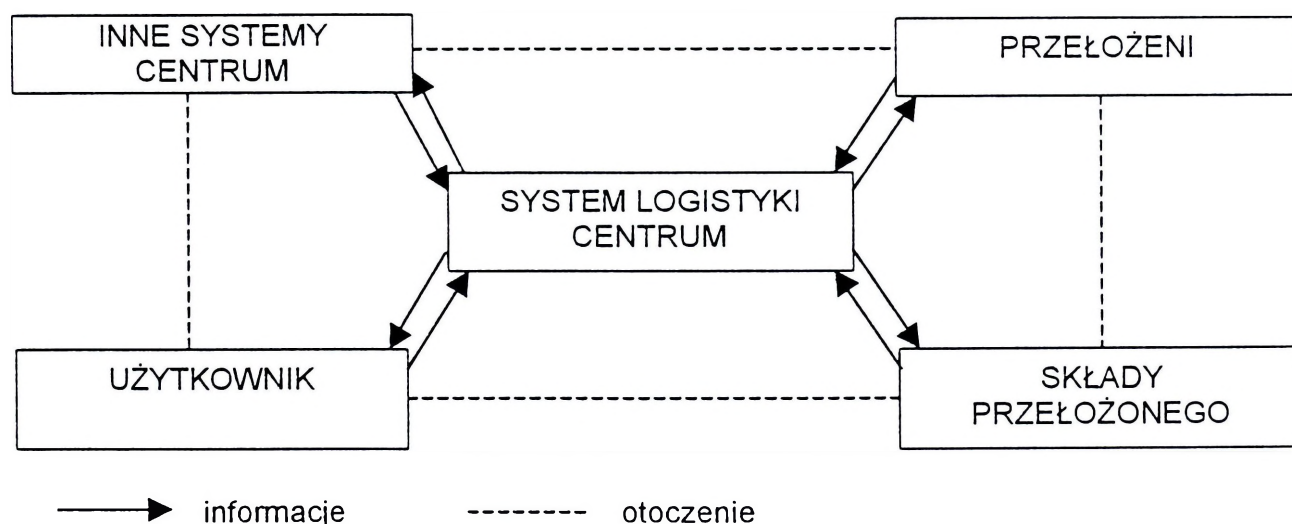 INNE SYSTEMY
CENTRUM
PRZEŁOŻENI
SYSTEM LOGISTYKI
CENTRUM
UŻYTKOWNIK
SKŁADY
PRZEŁOŻONEGO
informacje
otoczenie